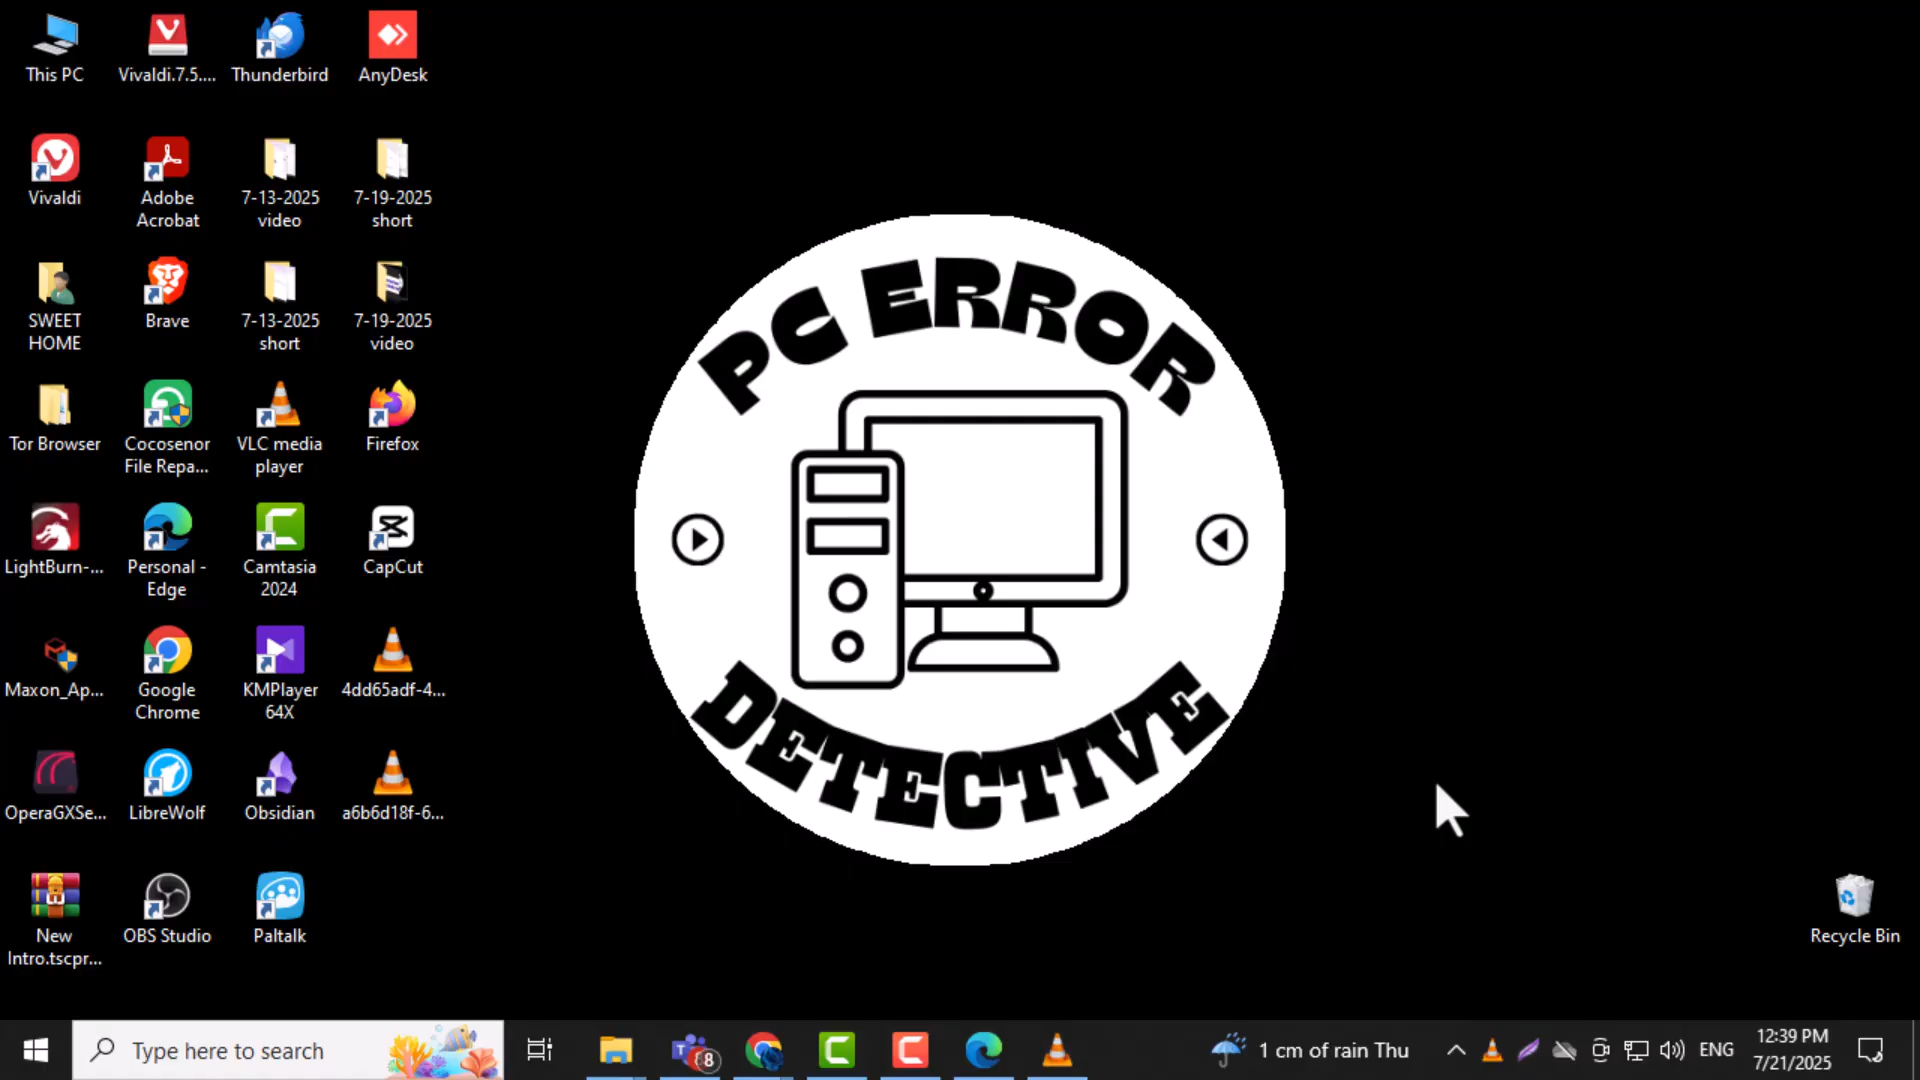 This PC
Vivaldi.7.5....
Thunderbird
AnyDesk
Vivaldi
Adobe
Acrobat
7-13-2025
video
7-19-2025
short
SWEET
HOME
Brave
7-13-2025
short
7-19-2025
video
Tor Browser
Cocosenor
File Repa...
VLC media
player
Firefox
LightBurn-...
Personal -
Edge
Camtasia
2024
CapCut
Maxon_Ap...
Google
Chrome
KMPlayer
64X
4dd65adf-4...
OperaGXSe...
LibreWolf
Obsidian
a6b6d18f-6...
New
Intro.tscpr...
OBS Studio
Paltalk
PC ERROR
DETECTIVE
Recycle Bin
Type here to search
8
1 cm of rain Thu
ENG
12:39 PM
7/21/2025